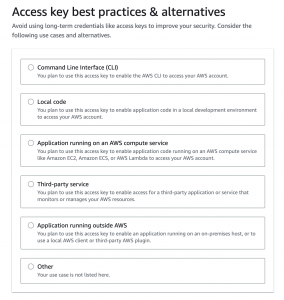 Access key best practices & alternatives
Avoid using long-term credentials like access keys to improve your security. Consider the
following use cases and alternatives.
Command Line Interface (CLI)
You plan to use this access key to enable the AWS CLI to access your AWS account.
Local code
You plan to use this access key to enable application code in a local development environment
to access your AWS account.
Application running on an AWS compute service
You plan to use this access key to enable application code running on an AWS compute service
like Amazon EC2, Amazon ECS, or AWS Lambda to access your AWS account.
Third-party service
You plan to use this access key to enable access for a third-party application or service that
monitors or manages your AWS resources.
Application running outside AWS
You plan to use this access key to enable an application running on an on-premises host, or to
use a local AWS client or third-party AWS plugin.
Other
Your use case is not listed here.